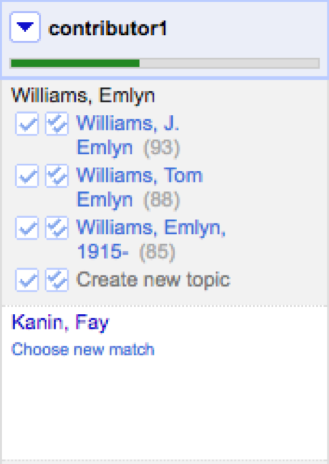 contributor1
Williams, Emlyn
Williams, J.
Emlyn (93)
Williams, Tom
Emlyn (88)
Williams, Emlyn,
1915- (85)
Create new topic
Kanin, Fay
Choose new match